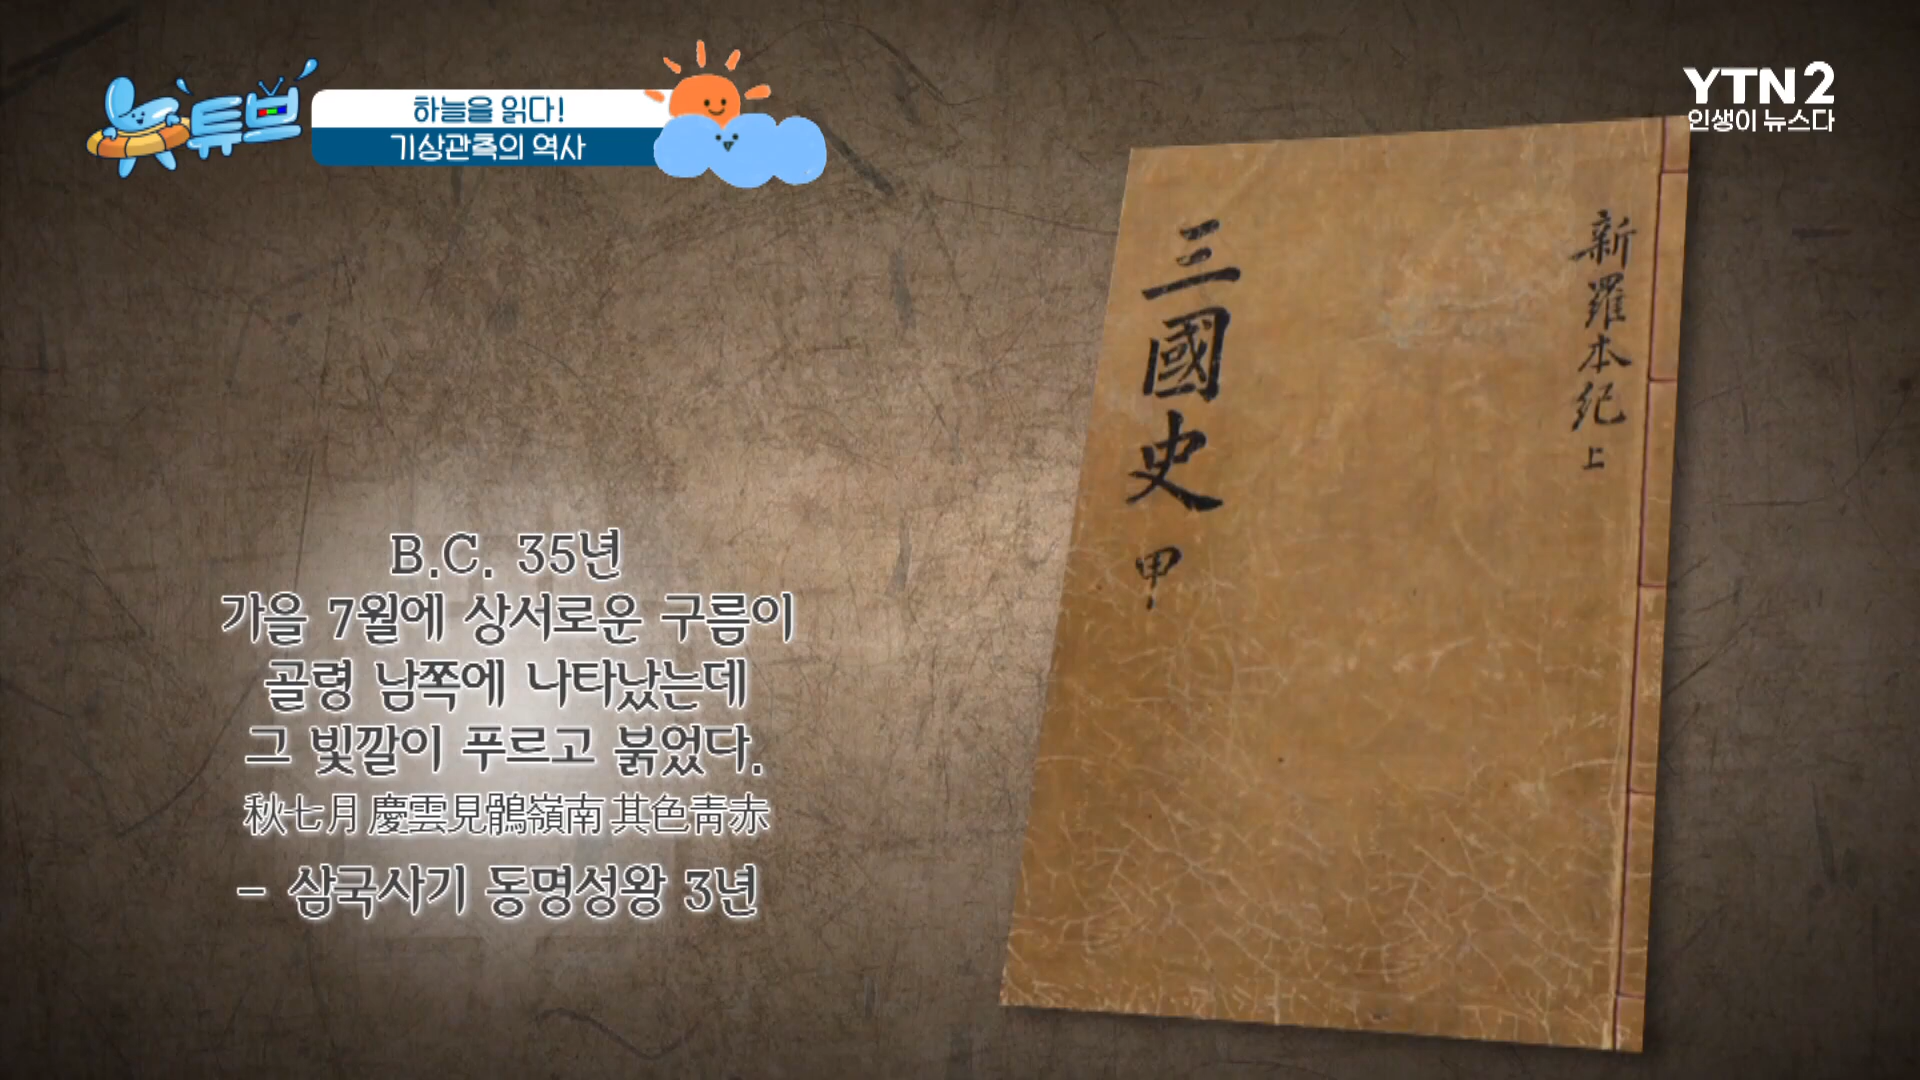 뉴튜브
하늘을 읽다!
기상관측의 역사
YTN2
인생이 뉴스다
新羅本紀上
三國史甲
B.C. 35년
가을 7월에 상서로운 구름이
골령 남쪽에 나타났는데
그 빛깔이 푸르고 붉었다.
秋七月 慶雲見鶻嶺南 其色靑赤
- 삼국사기 동명성왕 3년